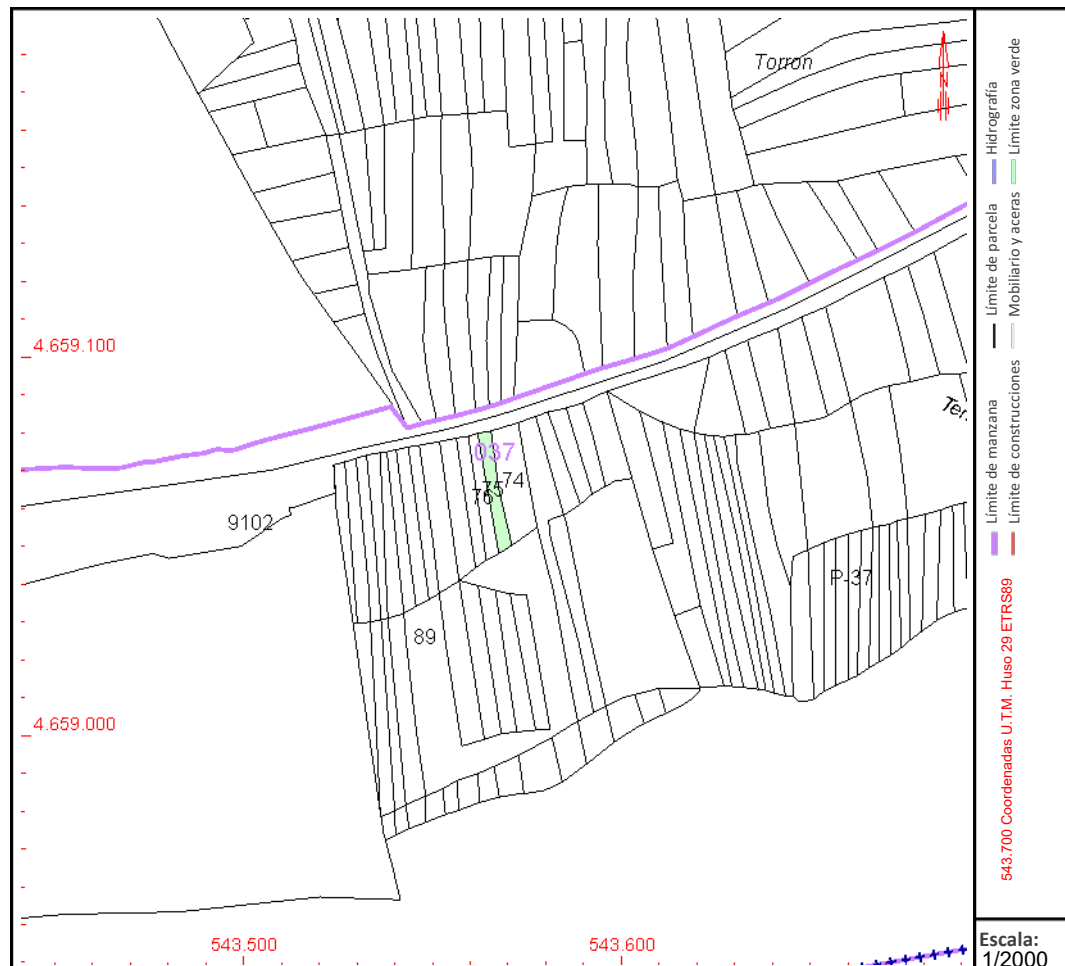 Torron
4.659.100
037
74
75
76
9102
Ter.
P-37
89
4.659.000
543.500
543.600
N
Límite de manzana
Límite de parcela
Hidrografía
Límite de construcciones
Mobiliario y aceras
Límite zona verde
543.700 Coordenadas U.T.M. Huso 29 ETRS89
Escala:
1/2000